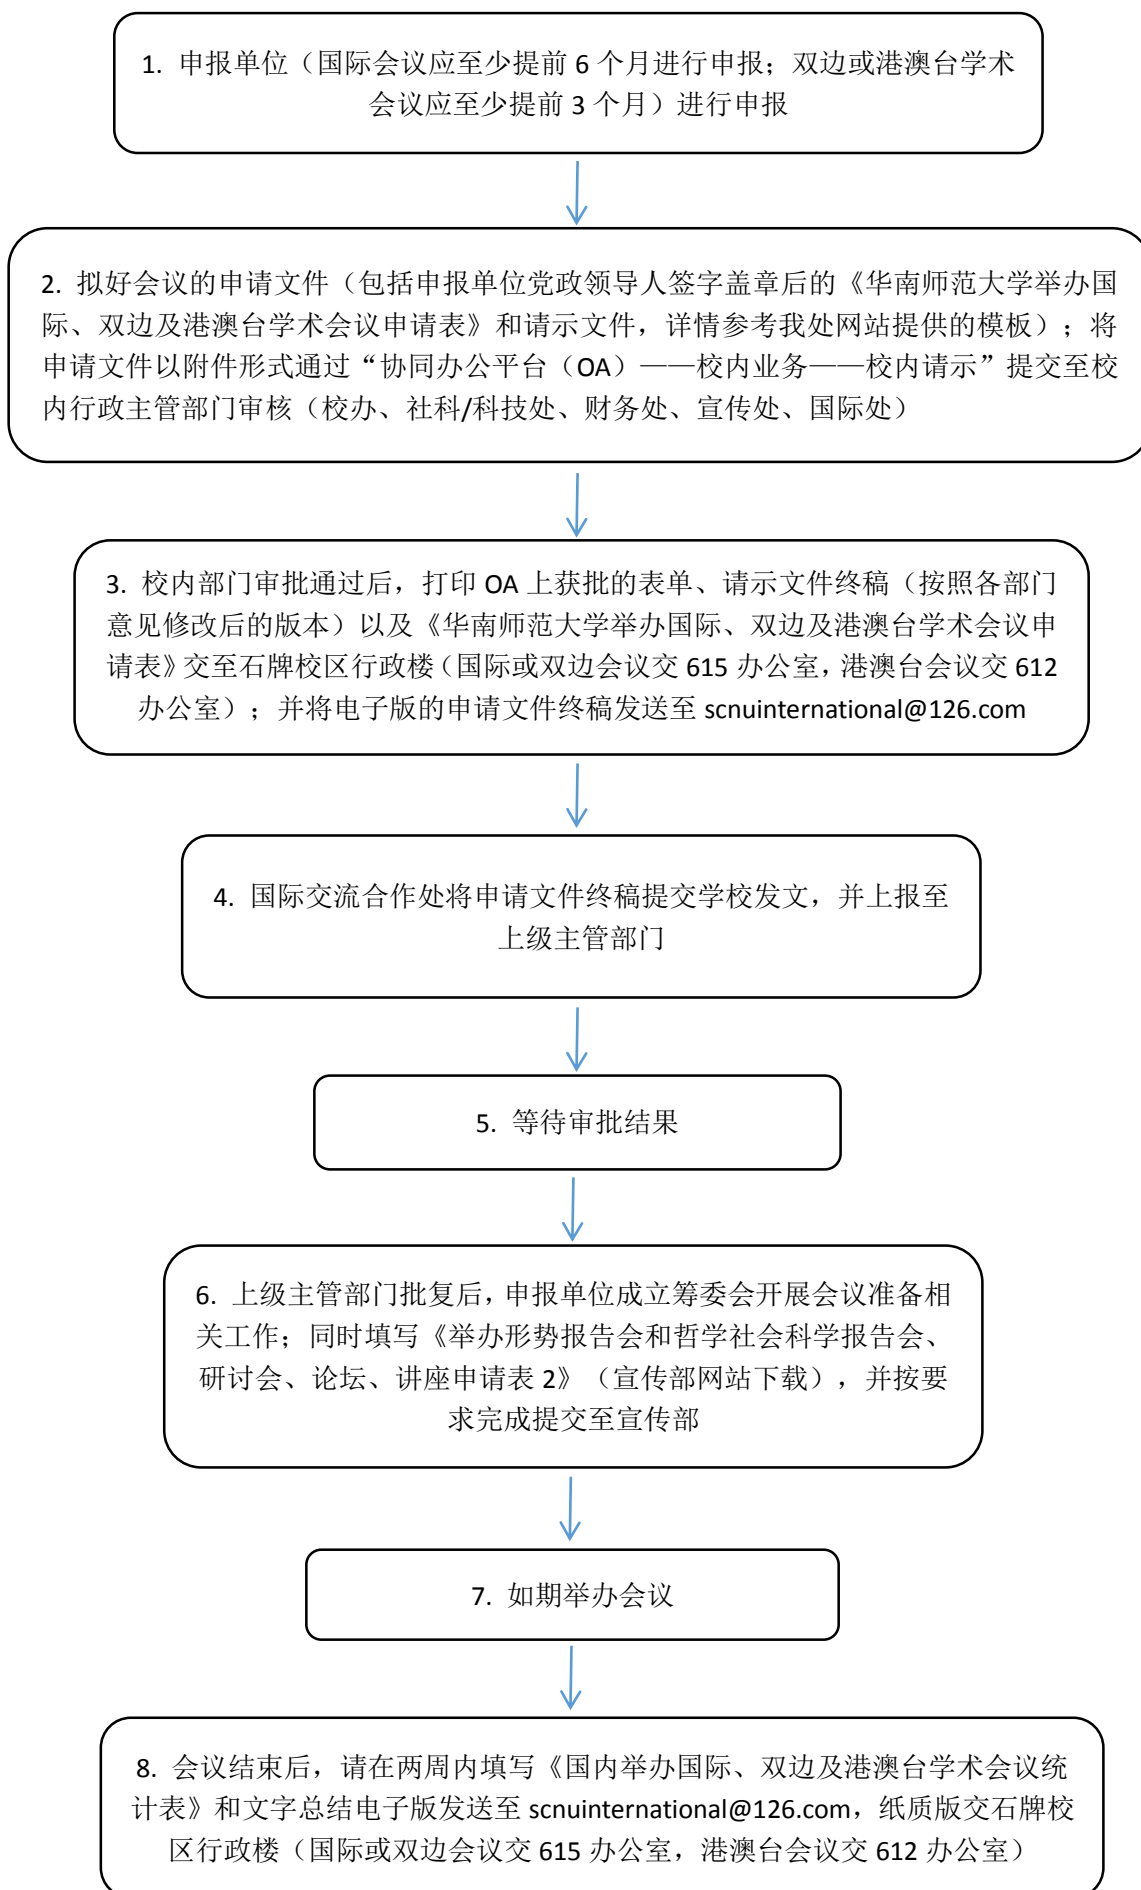 1. 申报单位（国际会议应至少提前 6 个月进行申报；双边或港澳台学术
会议应至少提前 3 个月）进行申报
2. 拟好会议的申请文件（包括申报单位党政领导人签字盖章后的《华南师范大学举办国
际、双边及港澳台学术会议申请表》和请示文件，详情参考我处网站提供的模板）；将
申请文件以附件形式通过“协同办公平台（OA）——校内业务——校内请示”提交至校
内行政主管部门审核（校办、社科/科技处、财务处、宣传处、国际处）
3. 校内部门审批通过后，打印 OA 上获批的表单、请示文件终稿（按照各部门
意见修改后的版本）以及《华南师范大学举办国际、双边及港澳台学术会议申
请表》交至石牌校区行政楼（国际或双边会议交 615 办公室，港澳台会议交 612
办公室）；并将电子版的申请文件终稿发送至 scnuinternational@126.com
4. 国际交流合作处将申请文件终稿提交学校发文，并上报至
上级主管部门
5. 等待审批结果
6. 上级主管部门批复后，申报单位成立筹委会开展会议准备相
关工作；同时填写《举办形势报告会和哲学社会科学报告会、
研讨会、论坛、讲座申请表 2》（宣传部网站下载），并按要
求完成提交至宣传部
7. 如期举办会议
8. 会议结束后，请在两周内填写《国内举办国际、双边及港澳台学术会议统
计表》和文字总结电子版发送至 scnuinternational@126.com，纸质版交石牌校
区行政楼（国际或双边会议交 615 办公室，港澳台会议交 612 办公室）